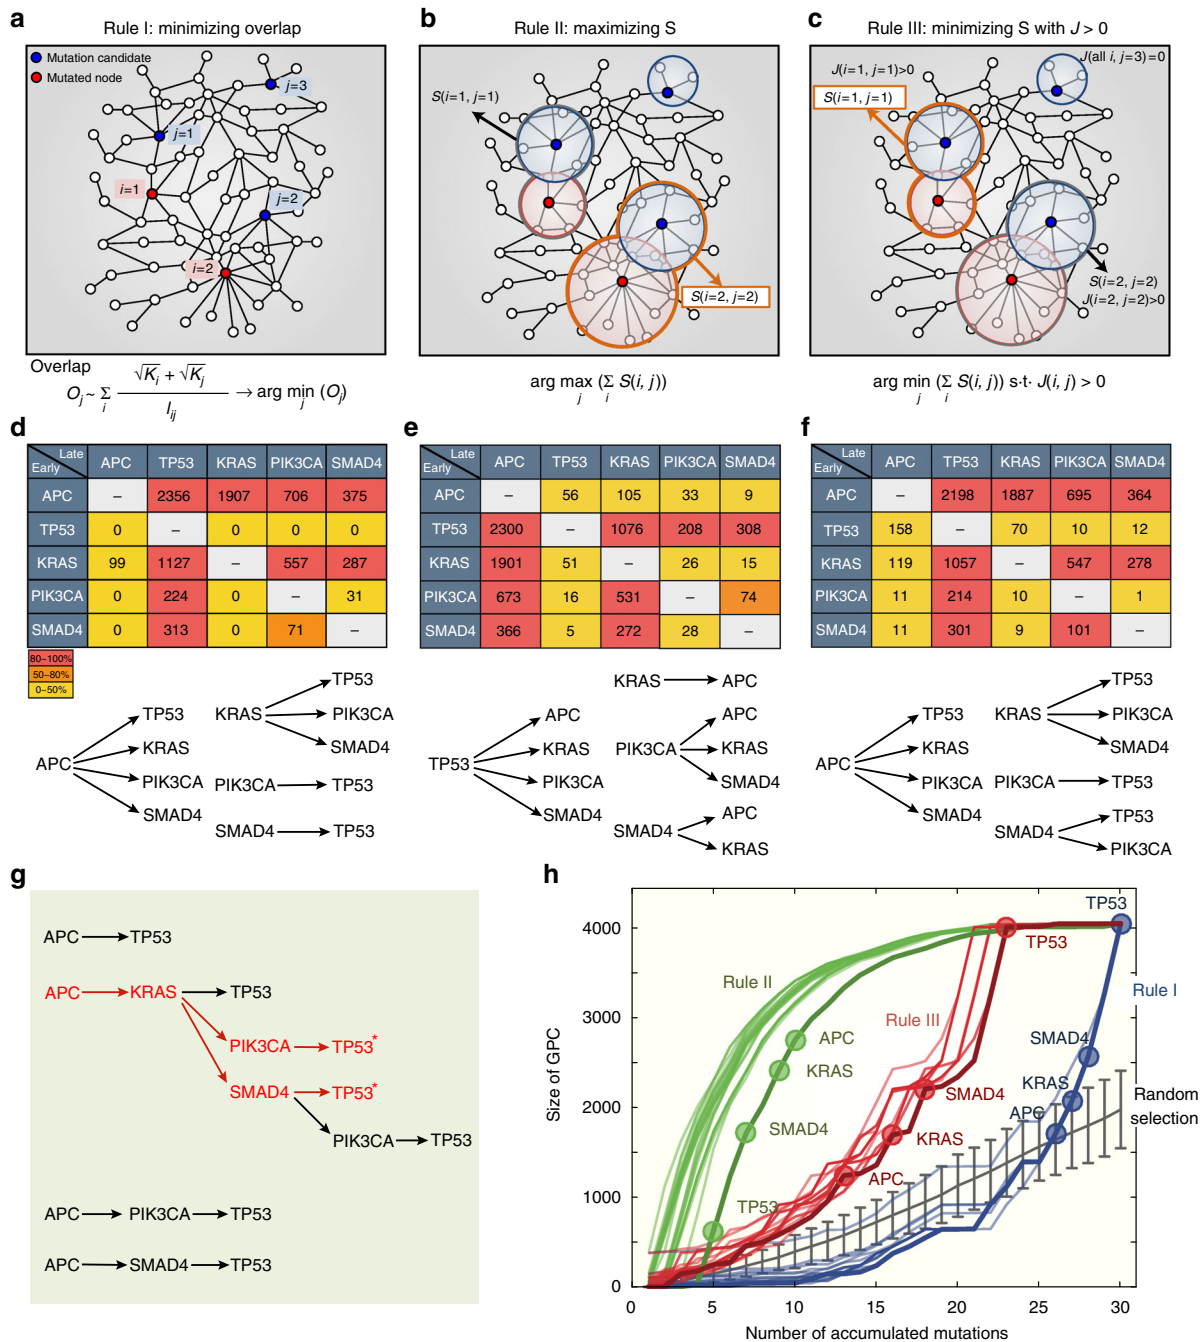 a
Rule I: minimizing overlap
Mutation candidate
Mutated node
j=3
j=1
i=1
j=2
i=2
Overlap
O_j ~ Σ_i (√K_i + √K_j) / l_ij → arg min_j (O_j)
b
Rule II: maximizing S
S(i=1, j=1)
S(i=2, j=2)
arg max_j (Σ_i S(i, j))
c
Rule III: minimizing S with J > 0
J(all i, j=3)=0
J(i=1, j=1)>0
S(i=1, j=1)
S(i=2, j=2)
J(i=2, j=2)>0
arg min_j (Σ_i S(i, j)) s·t· J(i, j) > 0
d
Late
Early APC TP53 KRAS PIK3CA SMAD4
APC – 2356 1907 706 375
TP53 0 – 0 0 0
KRAS 99 1127 – 557 287
PIK3CA 0 224 0 – 31
SMAD4 0 313 0 71 –
80–100%
50–80%
0–50%
APC
TP53
KRAS
PIK3CA
SMAD4
KRAS
TP53
PIK3CA
SMAD4
PIK3CA TP53
SMAD4 TP53
e
Late
Early APC TP53 KRAS PIK3CA SMAD4
APC – 56 105 33 9
TP53 2300 – 1076 208 308
KRAS 1901 51 – 26 15
PIK3CA 673 16 531 – 74
SMAD4 366 5 272 28 –
TP53
APC
KRAS
PIK3CA
SMAD4
KRAS APC
PIK3CA
APC
KRAS
SMAD4
SMAD4
APC
KRAS
f
Late
Early APC TP53 KRAS PIK3CA SMAD4
APC – 2198 1887 695 364
TP53 158 – 70 10 12
KRAS 119 1057 – 547 278
PIK3CA 11 214 10 – 1
SMAD4 11 301 9 101 –
APC
TP53
KRAS
PIK3CA
SMAD4
KRAS
TP53
PIK3CA
SMAD4
PIK3CA TP53
SMAD4
TP53
PIK3CA
g
APC TP53
APC KRAS TP53
PIK3CA TP53*
SMAD4 TP53*
PIK3CA TP53
APC PIK3CA TP53
APC SMAD4 TP53
h
Size of GPC
4000
3000
2000
1000
0
0 5 10 15 20 25 30
Number of accumulated mutations
Rule II
APC
KRAS
SMAD4
TP53
Rule III
TP53
SMAD4
KRAS
APC
TP53
Rule I
SMAD4
KRAS
APC
Random
selection